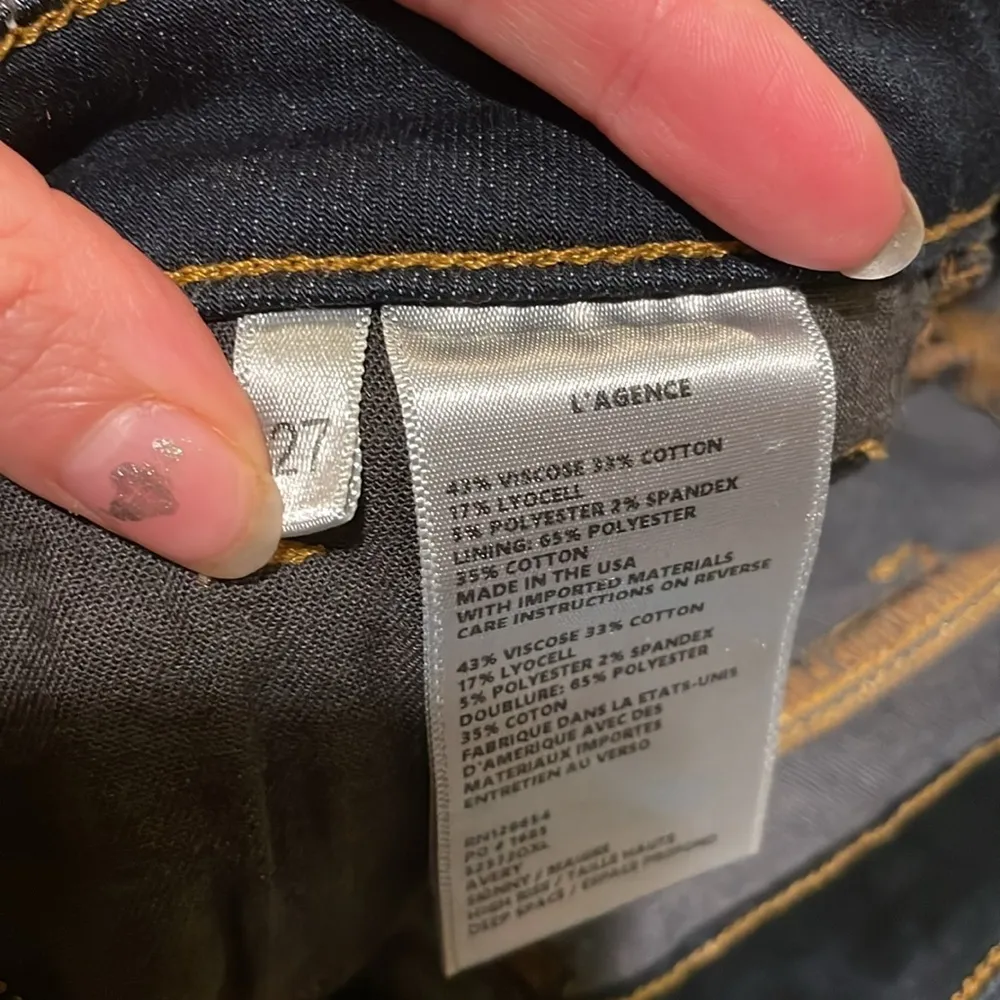 27
L'AGENCE
43% VISCOSE 33% COTTON
17% LYOCELL
5% POLYESTER 2% SPANDEX
LINING: 65% POLYESTER
35% COTTON
MADE IN THE USA
WITH IMPORTED MATERIALS
CARE INSTRUCTIONS ON REVERSE
43% VISCOSE 33% COTTON
17% LYOCELL
5% POLYESTER 2% SPANDEX
DOUBLURE: 65% POLYESTER
35% COTON
FABRIQUE DANS LA ETATS-UNIS
D'AMERIQUE AVEC DES
MATERIAUX IMPORTES
ENTRETIEN AU VERSO
PO # 1685
AVERY
SKINNY / MAIGRE
HIGH RISE / TAILLE HAUTE
DEEP SPACE / ESPACE PROFOND